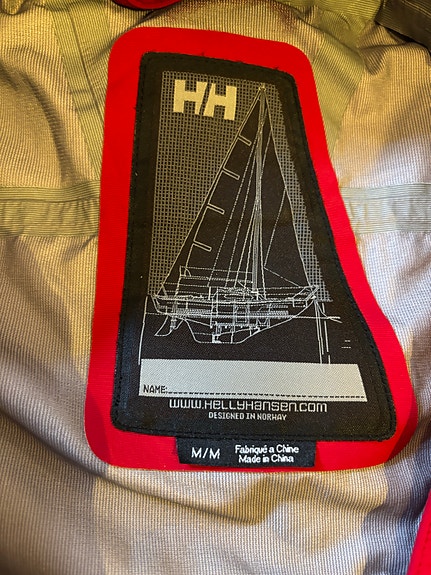 HH
NAME:
www.HELLYHANSEN.com
DESIGNED IN NORWAY
M/M
Fabriqué a Chine
Made in China